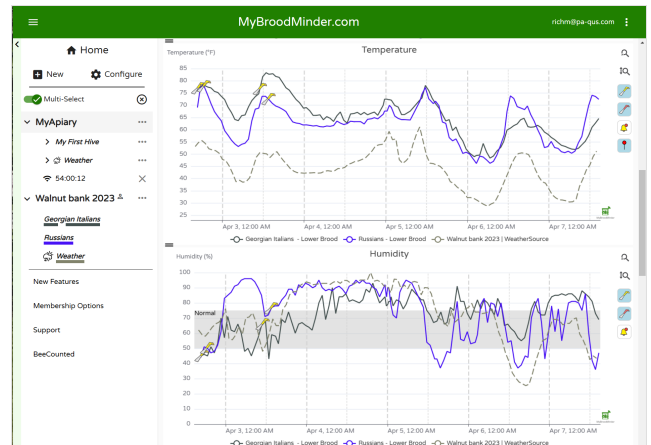 MyBroodMinder.com
richm@pa-qus.com
Home
New
Configure
Multi-Select
MyApiary
My First Hive
Weather
54:00:12
Walnut bank 2023
Georgian Italians
Russians
Weather
New Features
Membership Options
Support
BeeCounted
Temperature (°F)
Temperature
85
80
75
70
65
60
55
50
45
40
35
30
25
Apr 3, 12:00 AM
Apr 4, 12:00 AM
Apr 5, 12:00 AM
Apr 6, 12:00 AM
Apr 7, 12:00 AM
Georgian Italians - Lower Brood
Russians - Lower Brood
Walnut bank 2023 | WeatherSource
Humidity (%)
Humidity
100
90
80
70
60
50
40
30
20
10
0
Normal
Apr 3, 12:00 AM
Apr 4, 12:00 AM
Apr 5, 12:00 AM
Apr 6, 12:00 AM
Apr 7, 12:00 AM
Georgian Italians - Lower Brood
Russians - Lower Brood
Walnut bank 2023 | WeatherSource